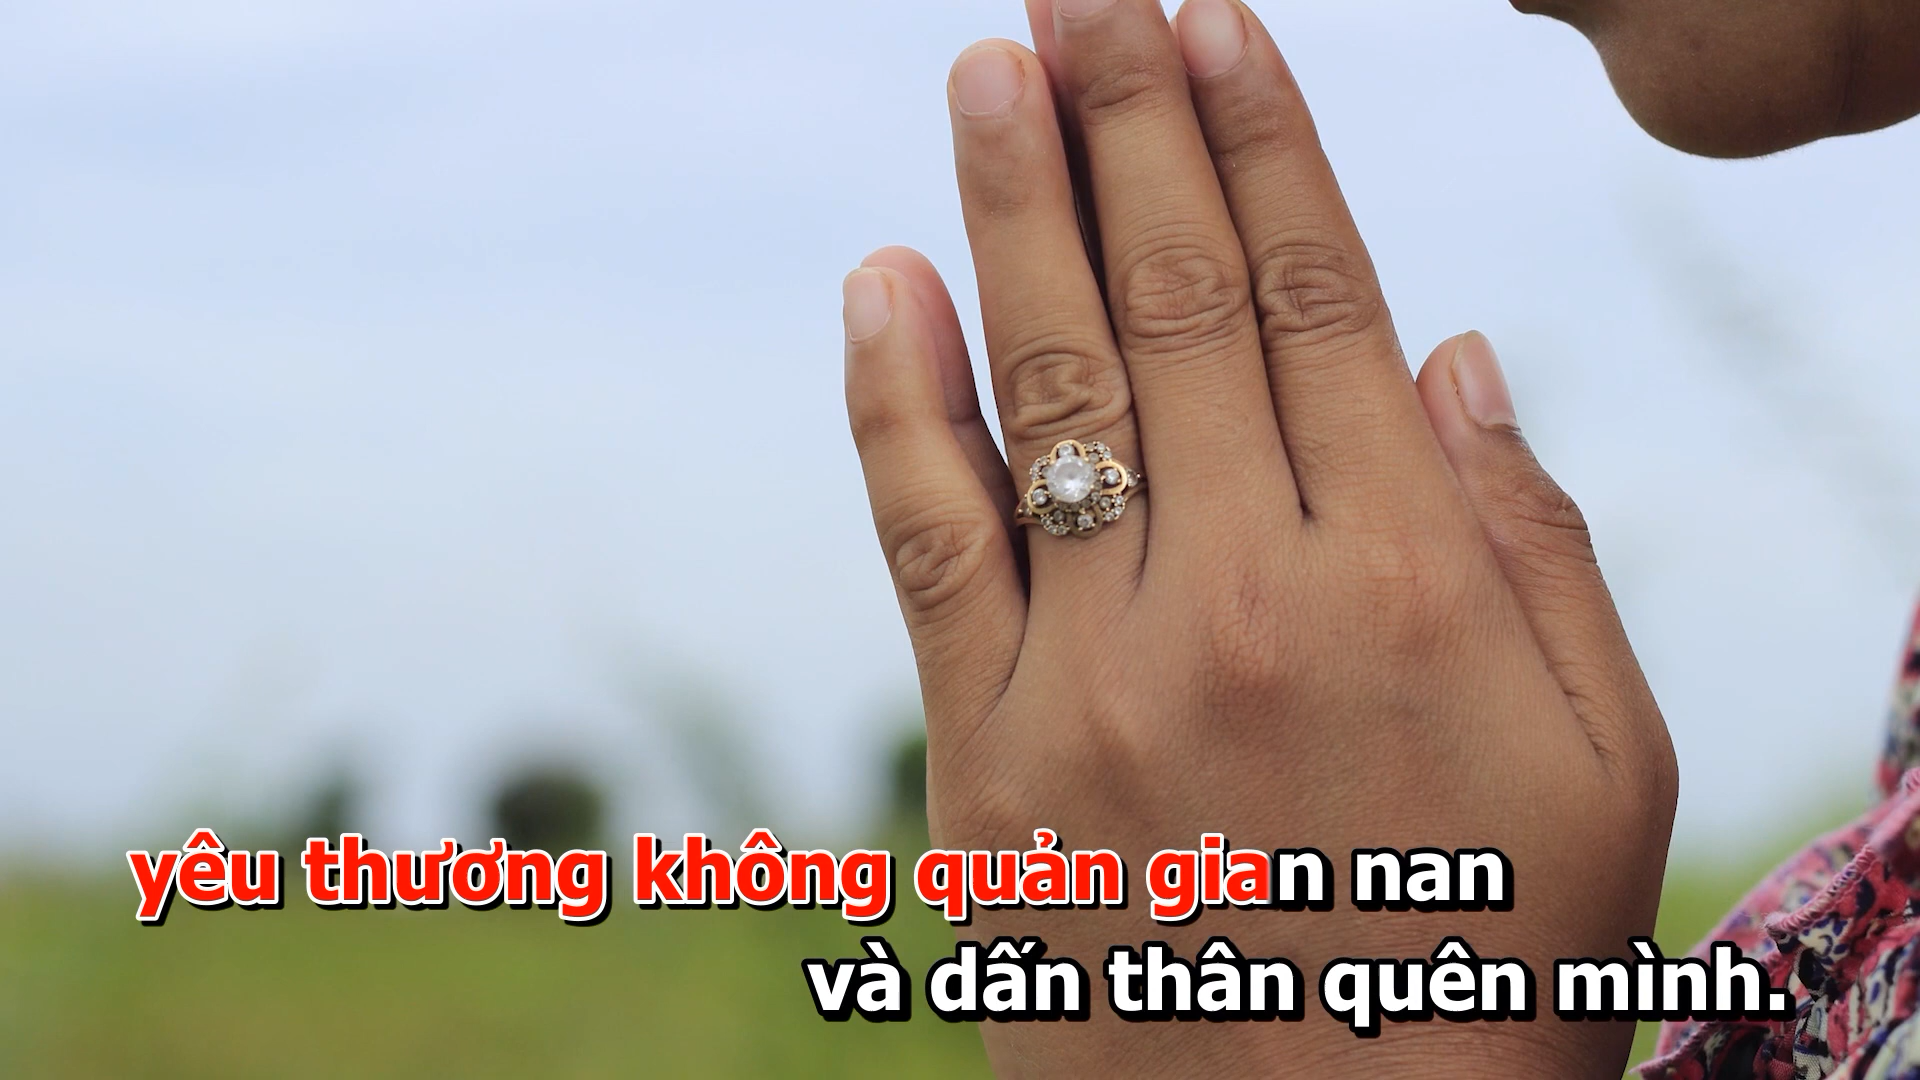 yêu thương không quản gian nan
và dấn thân quên mình.